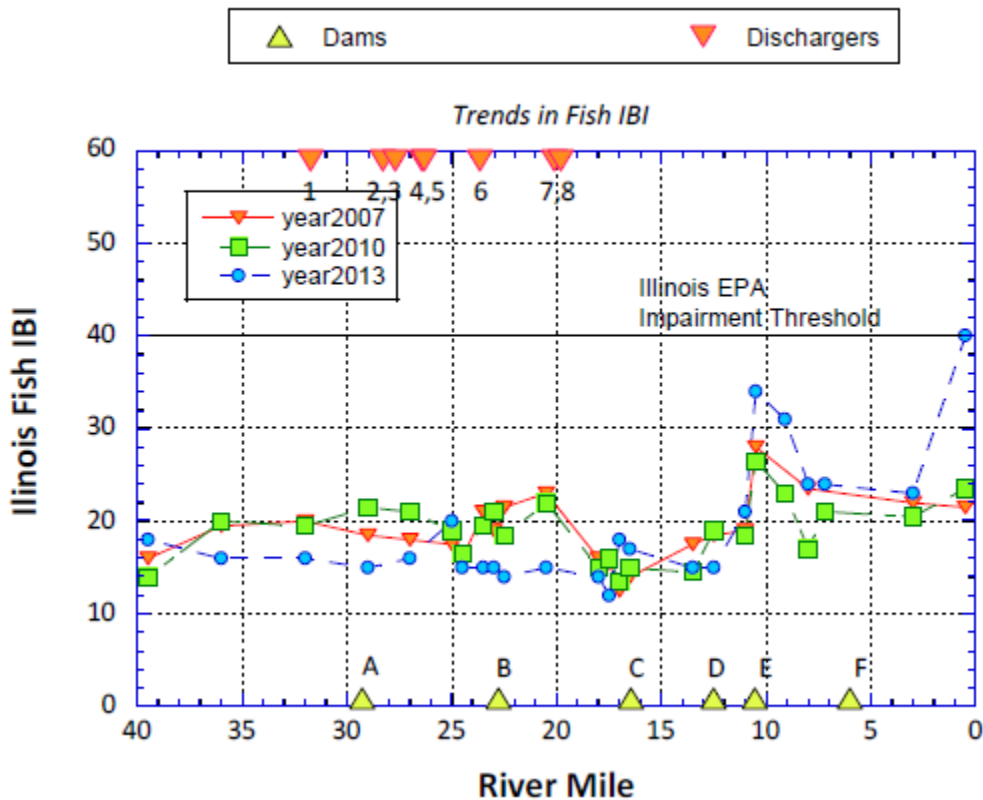 Dams Dischargers
Trends in Fish IBI
60
1 2,3 4,5 6 7,8
year2007
50
year2010
year2013
Illinois EPA
Impairment Threshold
40
Illinois Fish IBI
30
20
10
A B C D E F
0
40 35 30 25 20 15 10 5 0
River Mile